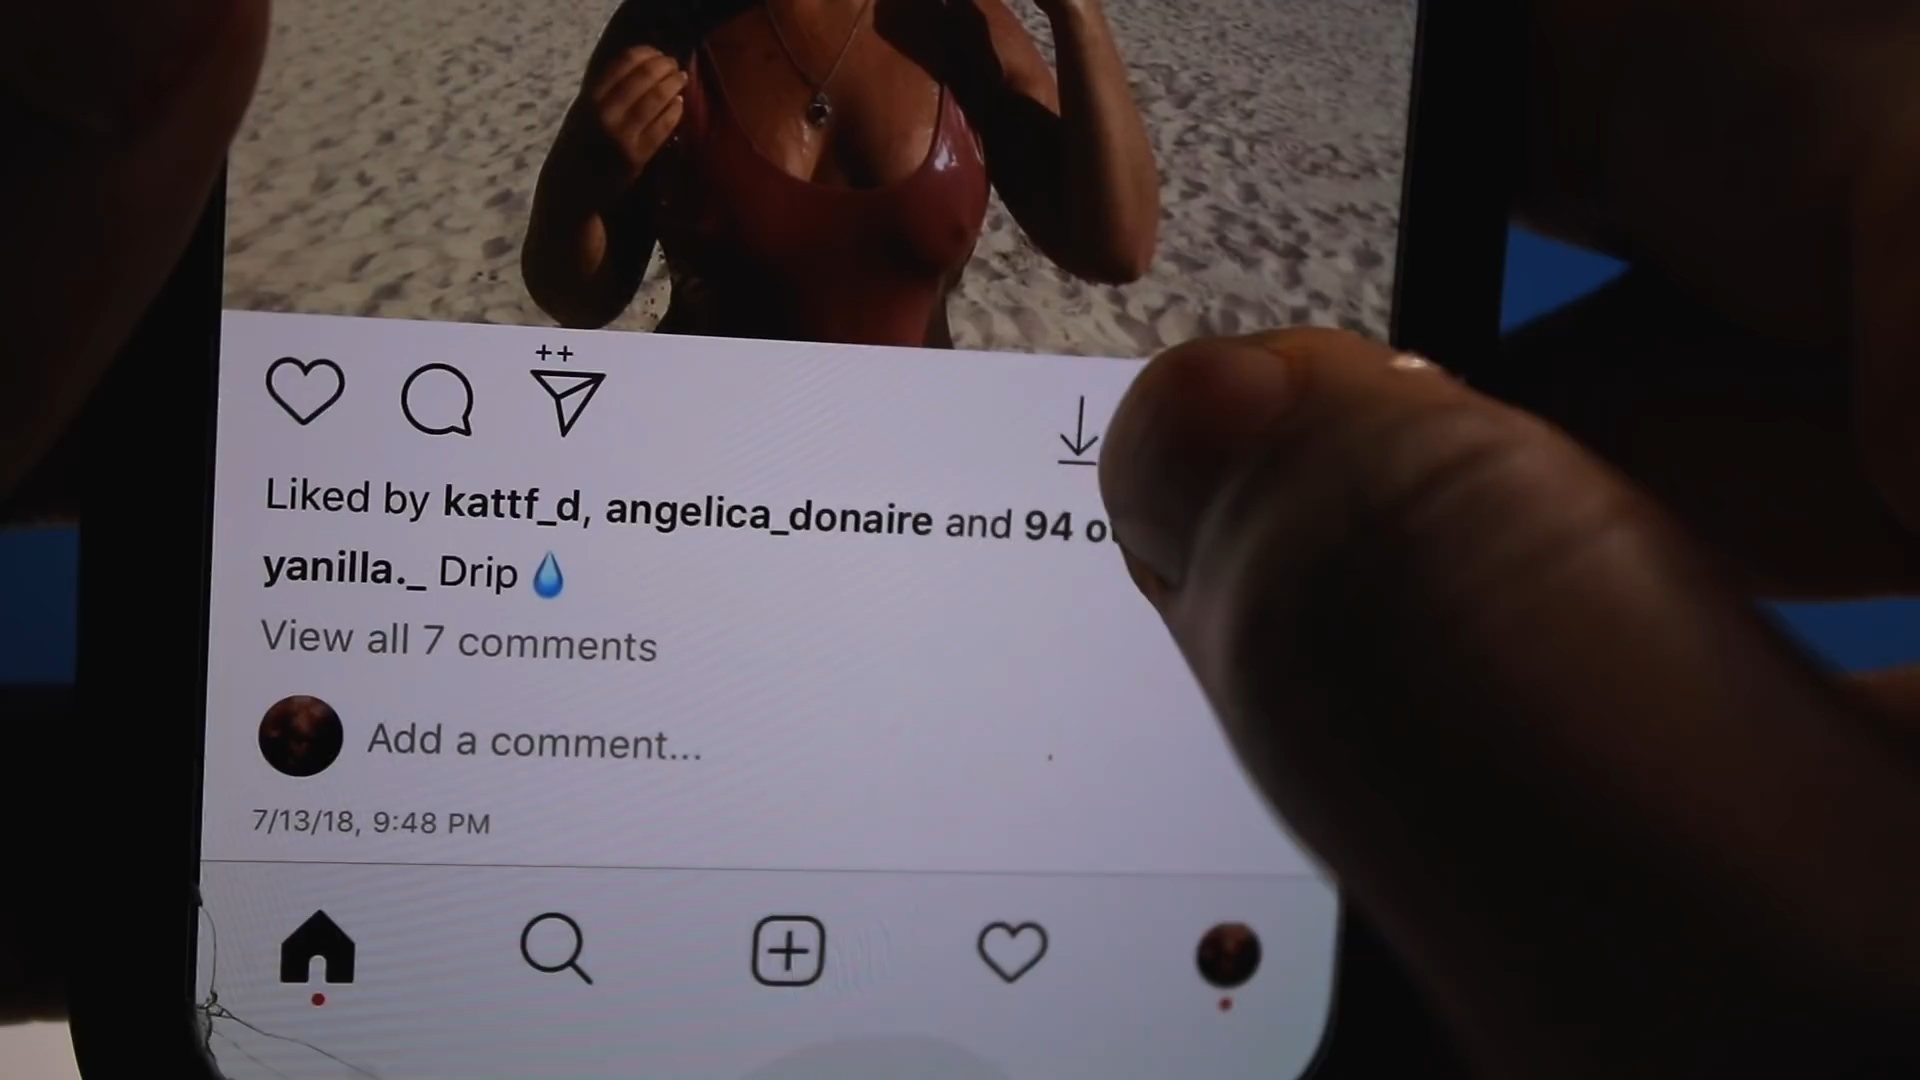 ++
Liked by kattf_d, angelica_donaire and 94
yanilla._ Drip💧
View all 7 comments
Add a comment...
7/13/18, 9:48 PM